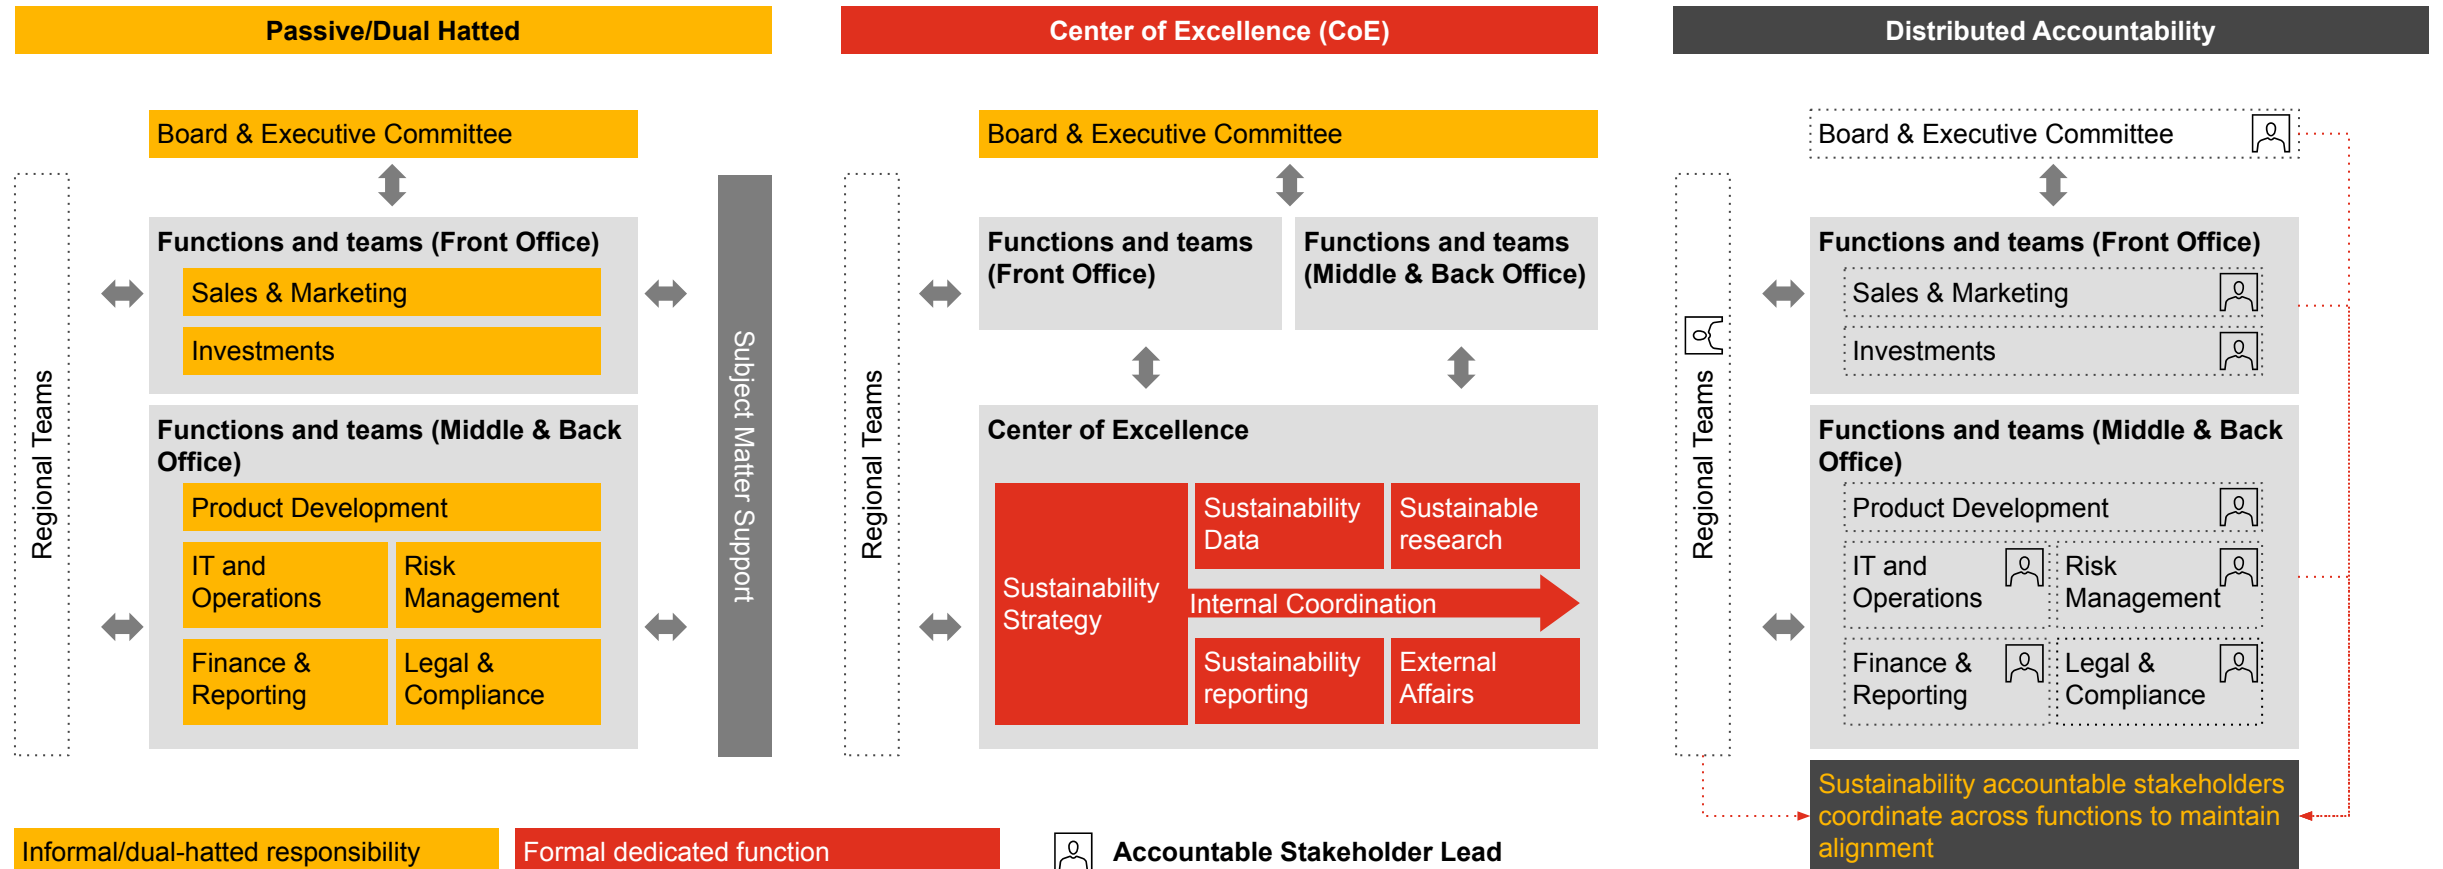 Passive/Dual Hatted
Board & Executive Committee
Regional Teams
Functions and teams (Front Office)
Sales & Marketing
Investments
Functions and teams (Middle & Back
Office)
Product Development
IT and
Operations
Risk
Management
Finance &
Reporting
Legal &
Compliance
Subject Matter Support
Center of Excellence (CoE)
Board & Executive Committee
Regional Teams
Functions and teams
(Front Office)
Functions and teams
(Middle & Back Office)
Center of Excellence
Sustainability
Strategy
Sustainability
Data
Sustainable
research
Internal Coordination
Sustainability
reporting
External
Affairs
Distributed Accountability
Board & Executive Committee
Regional Teams
Functions and teams (Front Office)
Sales & Marketing
Investments
Functions and teams (Middle & Back
Office)
Product Development
IT and
Operations
Risk
Management
Finance &
Reporting
Legal &
Compliance
Sustainability accountable stakeholders
coordinate across functions to maintain
alignment
Informal/dual-hatted responsibility
Formal dedicated function
Accountable Stakeholder Lead